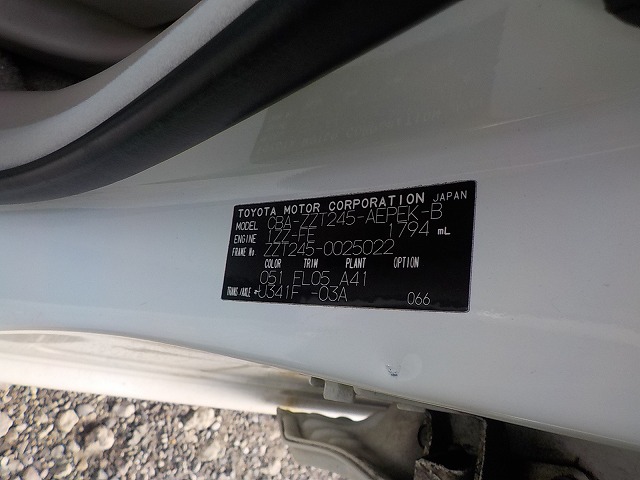 TOYOTA MOTOR CORPORATION JAPAN
MODEL CBA-ZZT245-AEPEK-B
ENGINE 1ZZ-FE 1794 mL
FRAME No. ZZT245-0025022
COLOR TRIM PLANT OPTION
051 FL05 A41
TRANS./AXLE U341F -03A 066